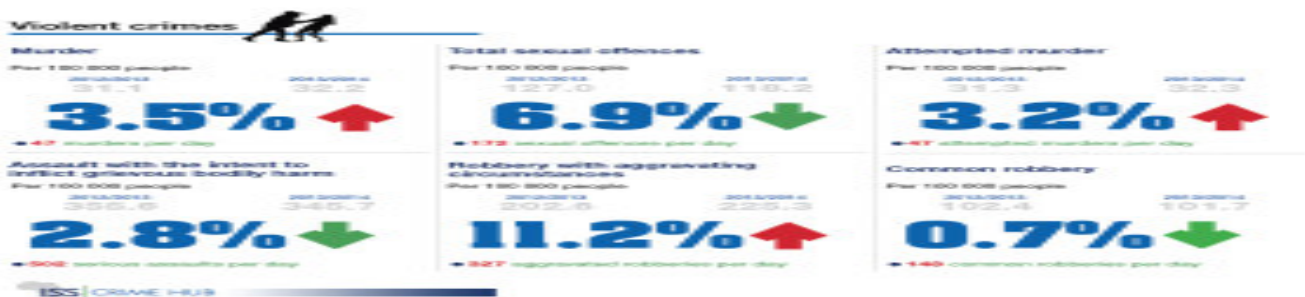 Violent crimes
Murder
Per 100 000 people
2012/2013 2013/2014
31.1 32.2
3.5%
47 murders per day
Total sexual offences
Per 100 000 people
2012/2013 2013/2014
127.0 118.2
6.9%
sexual offences per day
Attempted murder
Per 100 000 people
2012/2013 2013/2014
31.3 32.3
3.2%
47 attempted murders per day
Assault with the intent to
inflict grievous bodily harm
Per 100 000 people
2012/2013 2013/2014
2.8%
serious assaults per day
Robbery with aggravating
circumstances
Per 100 000 people
2012/2013 2013/2014
202.6 225.3
11.2%
327 aggravated robberies per day
Common robbery
Per 100 000 people
2012/2013 2013/2014
102.4 101.7
0.7%
common robberies per day
ISS CRIME HUB